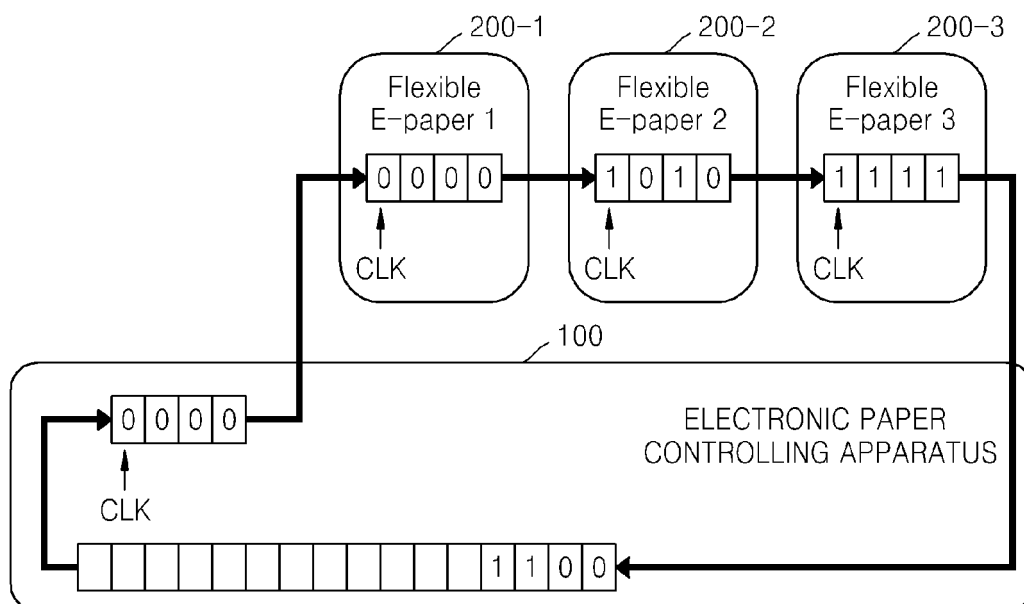 200-1
200-2
200-3
Flexible
E-paper 1
Flexible
E-paper 2
Flexible
E-paper 3
0 0 0 0
1 0 1 0
1 1 1 1
CLK
CLK
CLK
100
0 0 0 0
ELECTRONIC PAPER
CONTROLLING APPARATUS
CLK
1 1 0 0